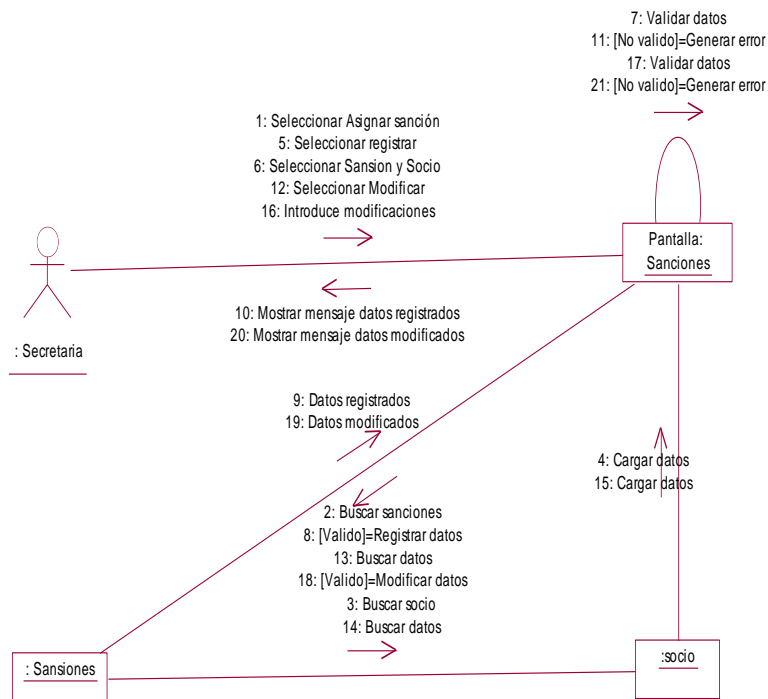 7: Validar datos
11: [No valido]=Generar error
17: Validar datos
21: [No valido]=Generar error
1: Seleccionar Asignar sanción
5: Seleccionar registrar
6: Seleccionar Sansion y Socio
12: Seleccionar Modificar
16: Introduce modificaciones
Pantalla:
Sanciones
10: Mostrar mensaje datos registrados
20: Mostrar mensaje datos modificados
: Secretaria
9: Datos registrados
19: Datos modificados
4: Cargar datos
15: Cargar datos
2: Buscar sanciones
8: [Valido]=Registrar datos
13: Buscar datos
18: [Valido]=Modificar datos
3: Buscar socio
14: Buscar datos
: Sansiones
:socio